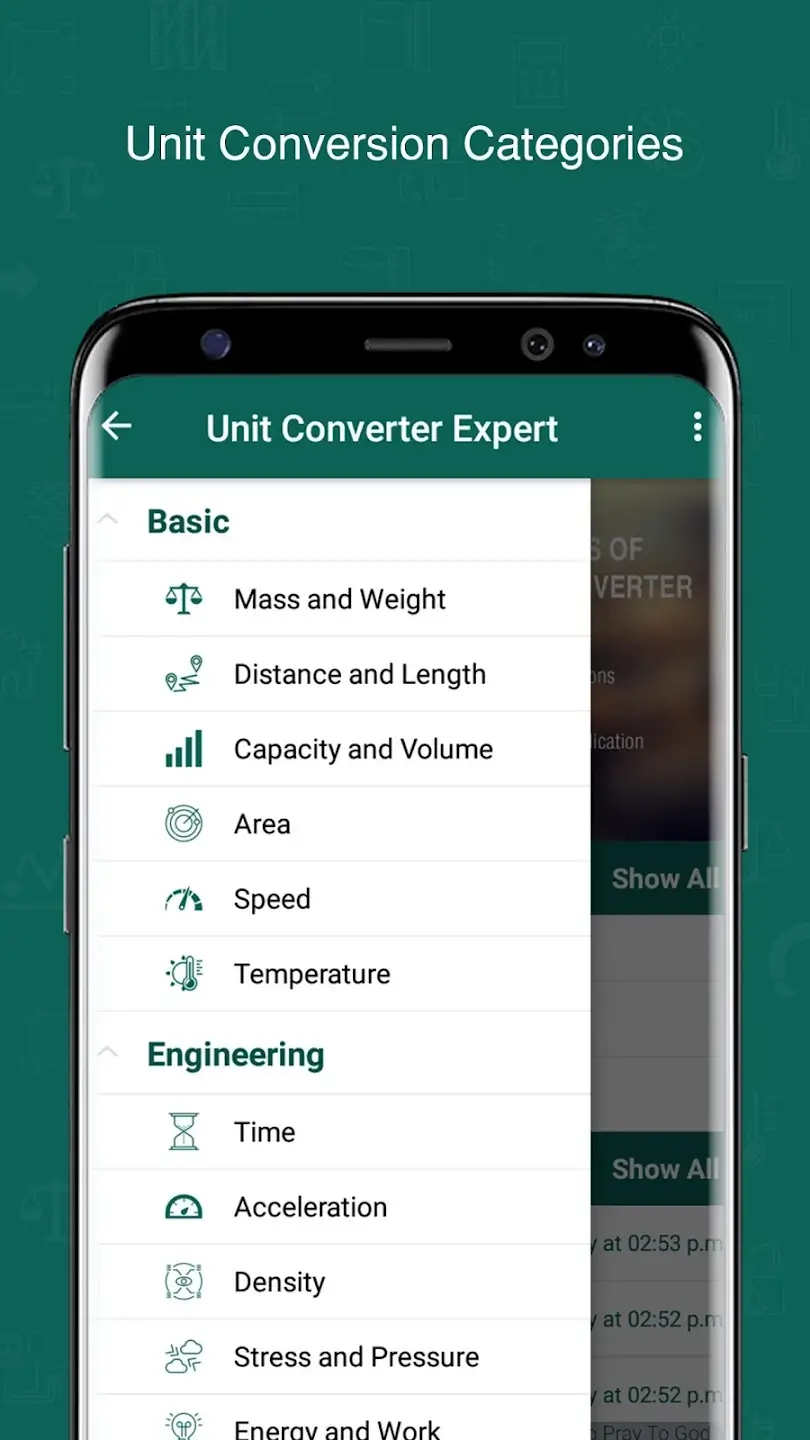 Unit Conversion Categories
Unit Converter Expert
Basic
S OF
VERTER
Mass and Weight
Distance and Length
ons
Capacity and Volume
lication
Area
Show All
Speed
Temperature
Engineering
Time
Show All
Acceleration
y at 02:53 p.m
Density
y at 02:52 p.m
Stress and Pressure
y at 02:52 p.m
Energy and Work
Pray To God